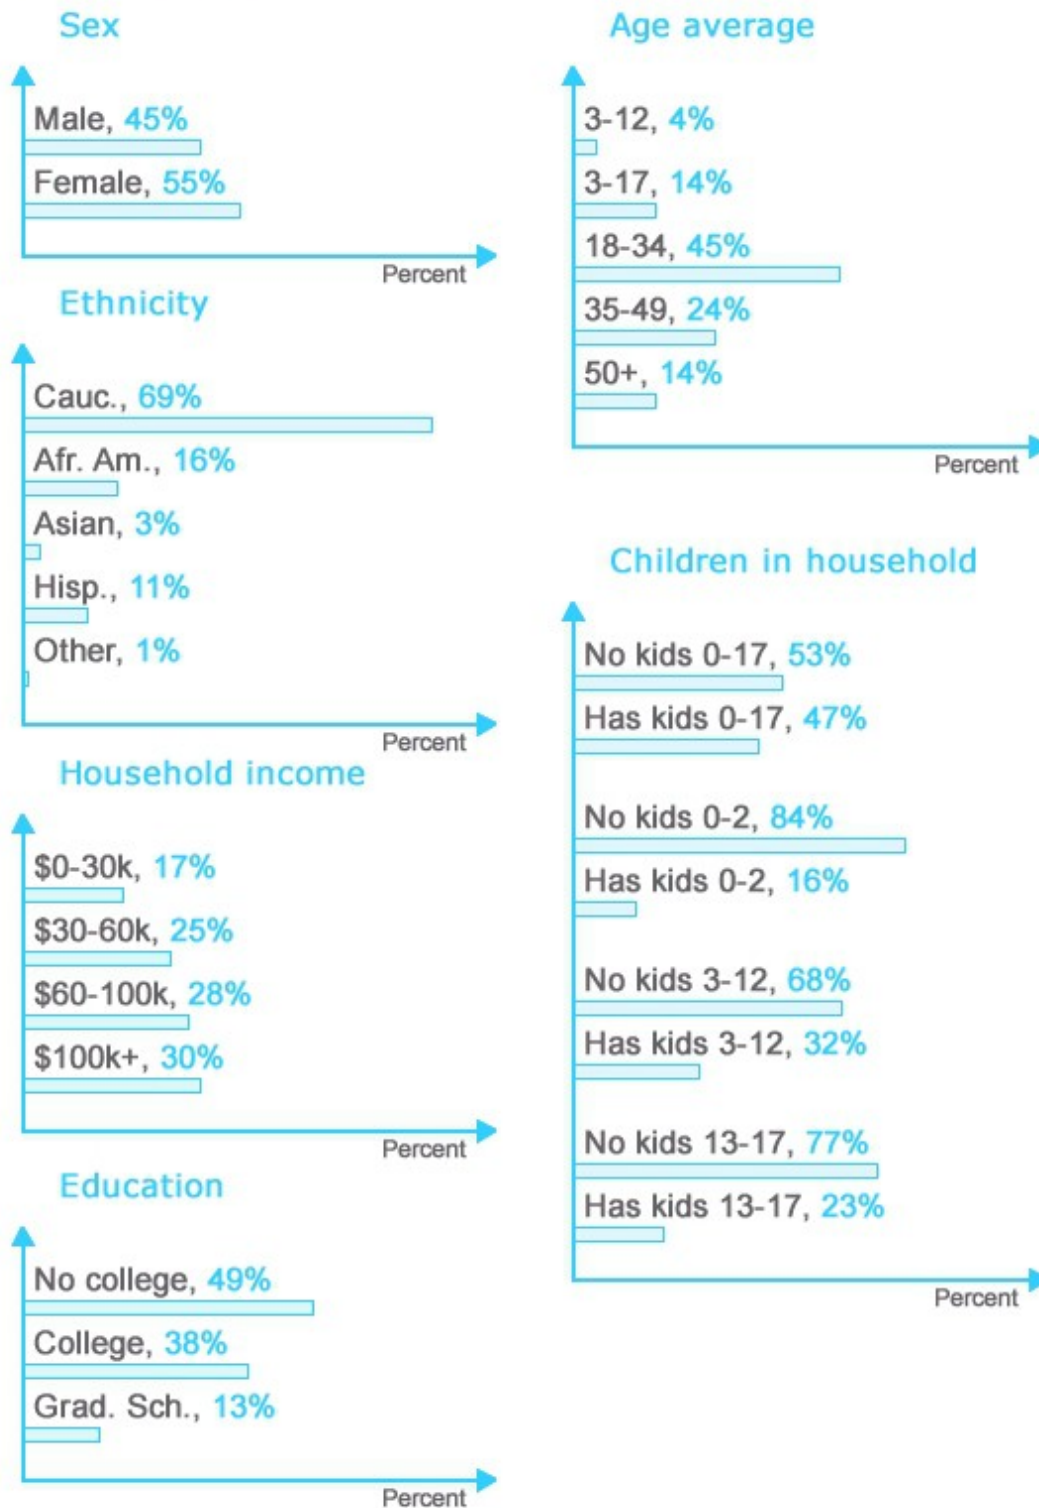 Sex
Male, 45%
Female, 55%
Percent
Ethnicity
Cauc., 69%
Afr. Am., 16%
Asian, 3%
Hisp., 11%
Other, 1%
Percent
Household income
$0-30k, 17%
$30-60k, 25%
$60-100k, 28%
$100k+, 30%
Percent
Education
No college, 49%
College, 38%
Grad. Sch., 13%
Percent
Age average
3-12, 4%
3-17, 14%
18-34, 45%
35-49, 24%
50+, 14%
Percent
Children in household
No kids 0-17, 53%
Has kids 0-17, 47%
No kids 0-2, 84%
Has kids 0-2, 16%
No kids 3-12, 68%
Has kids 3-12, 32%
No kids 13-17, 77%
Has kids 13-17, 23%
Percent